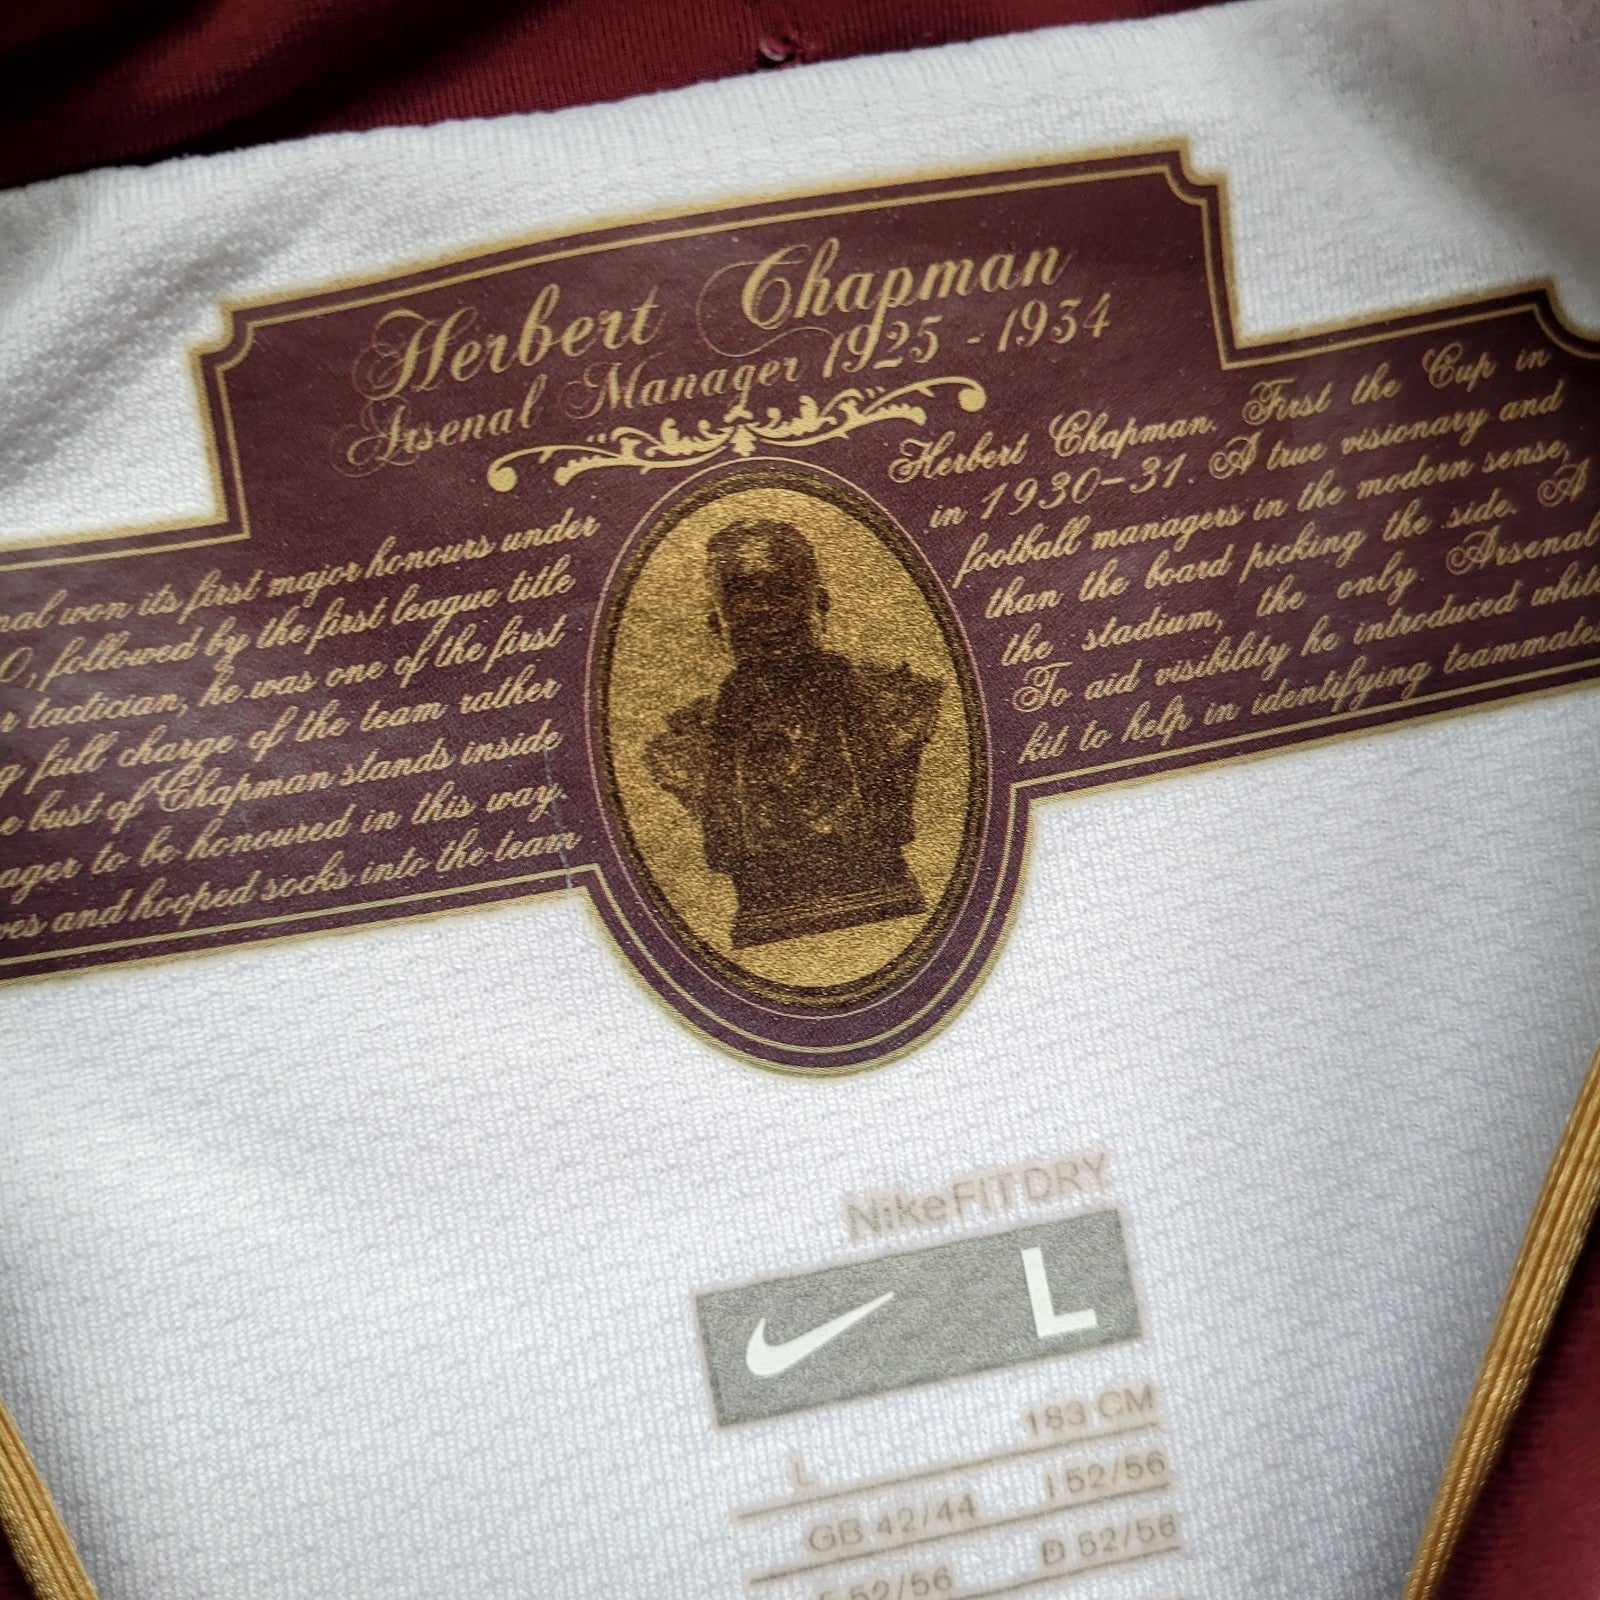 Herbert Chapman
Arsenal Manager 1925 - 1934
won its first major honours under Herbert Chapman. First the Cup in
followed by the first league title in 1930-31. A true visionary and
tactician, he was one of the first football managers in the modern sense,
full charge of the team rather than the board picking the side. A
bust of Chapman stands inside the stadium, the only Arsenal
to be honoured in this way. To aid visibility he introduced white
and hooped socks into the team kit to help in identifying teammates
NikeFITDRY
L
L 183 CM
GB 42/44 I 52/56
F 52/56 D 52/56